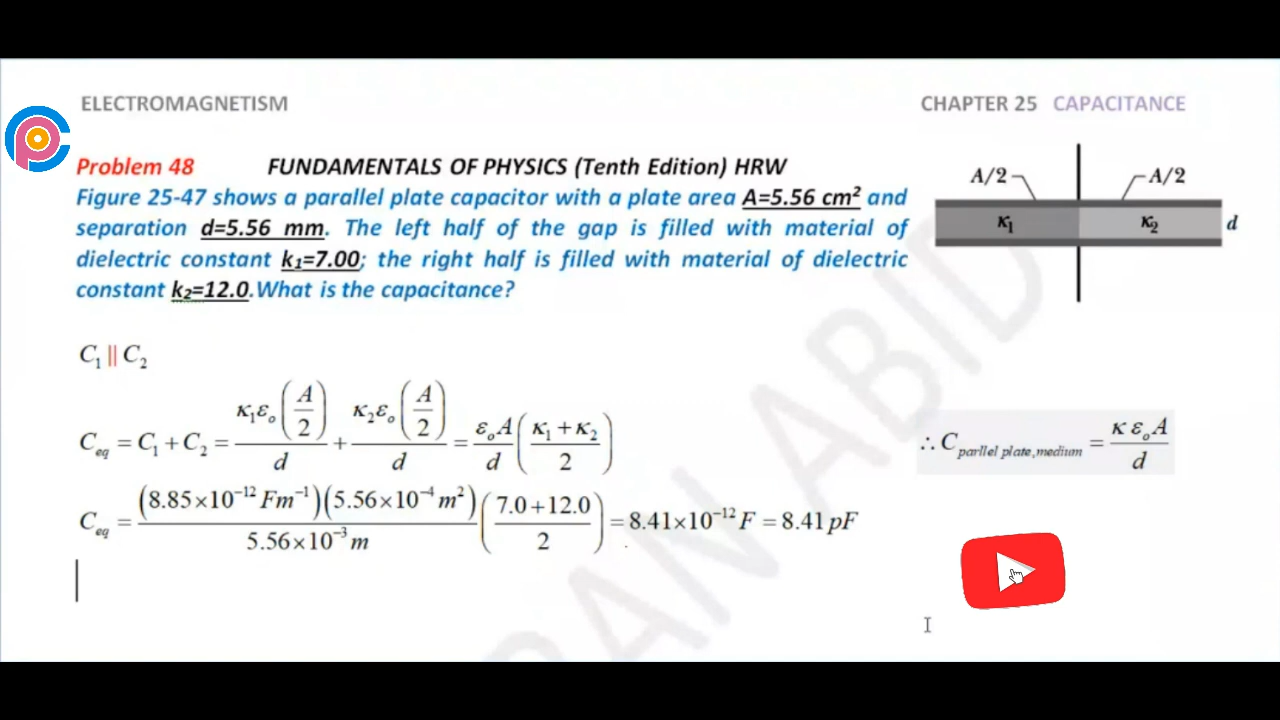 ELECTROMAGNETISM
CHAPTER 25 CAPACITANCE
Problem 48 FUNDAMENTALS OF PHYSICS (Tenth Edition) HRW
Figure 25-47 shows a parallel plate capacitor with a plate area A=5.56 cm² and
separation d=5.56 mm. The left half of the gap is filled with material of
dielectric constant k₁=7.00; the right half is filled with material of dielectric
constant k₂=12.0.What is the capacitance?
A/2 A/2
κ₁ κ₂ d
C₁ || C₂
C_eq = C₁ + C₂ = κ₁ε₀(A/2)/d + κ₂ε₀(A/2)/d = ε₀A/d ((κ₁ + κ₂)/2)
∴ C_parllel plate,medium = κ ε₀A/d
C_eq = (8.85×10⁻¹² Fm⁻¹)(5.56×10⁻⁴ m²)/5.56×10⁻³ m ((7.0+12.0)/2) = 8.41×10⁻¹² F = 8.41 pF
RAN ABID